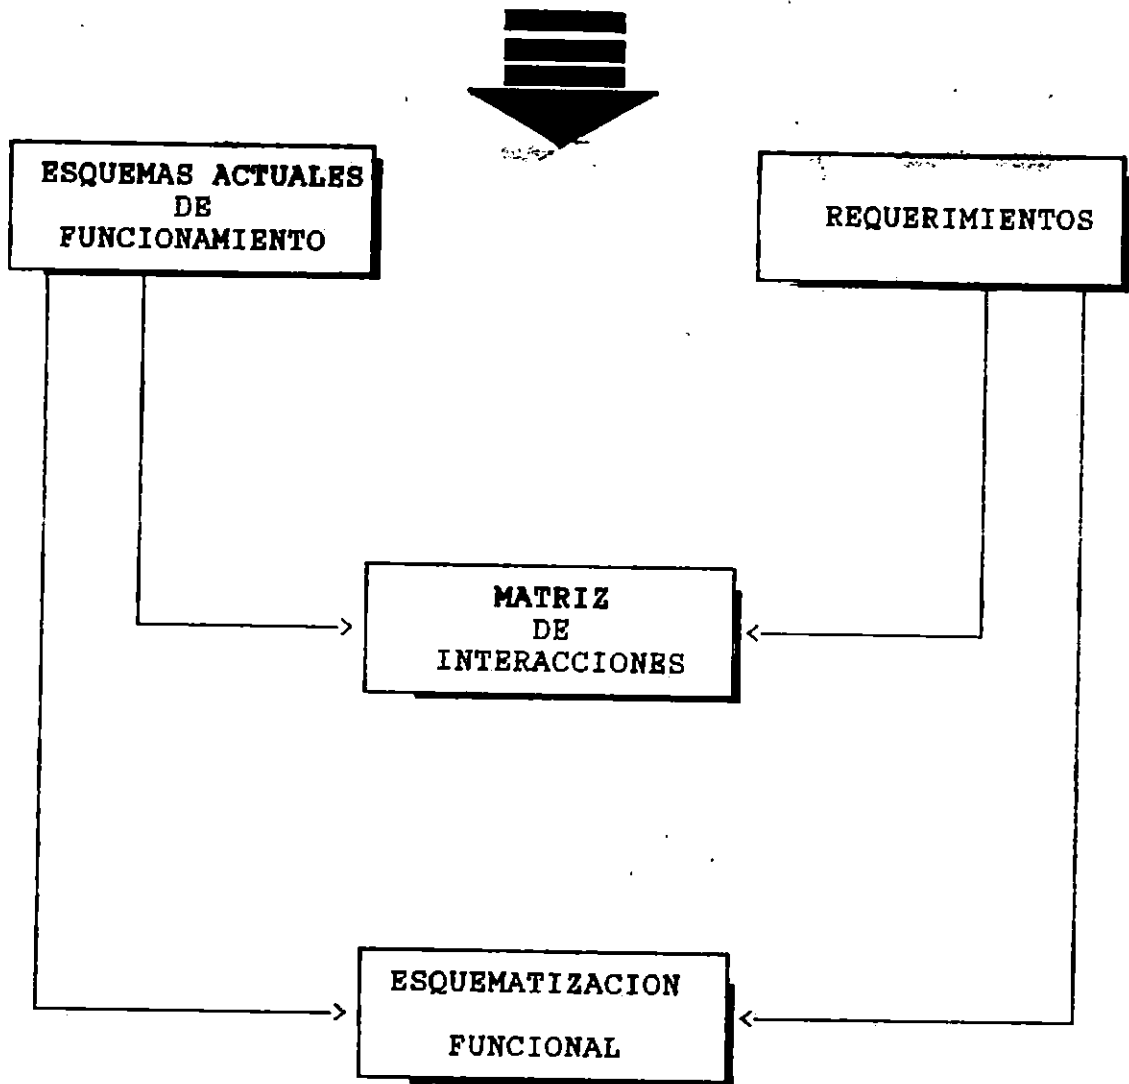 ESQUEMAS ACTUALES
DE
FUNCIONAMIENTO
REQUERIMIENTOS
MATRIZ
DE
INTERACCIONES
ESQUEMATIZACION
FUNCIONAL